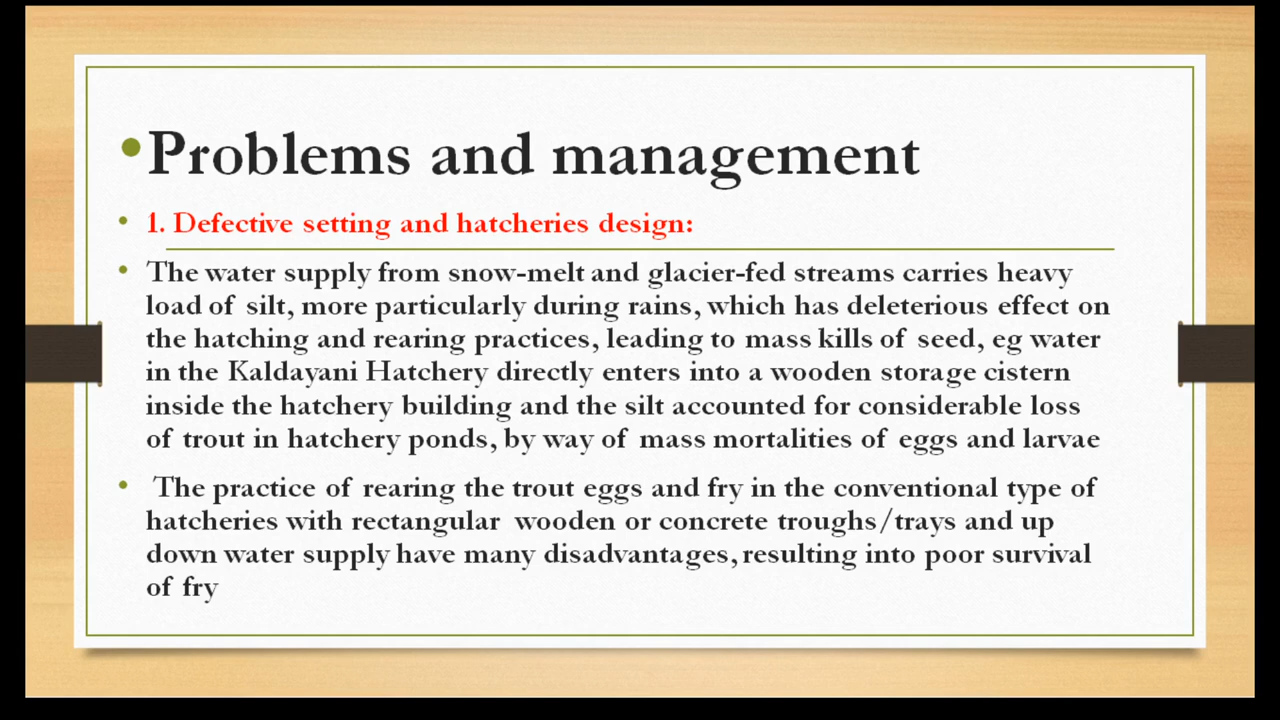 •Problems and management
• 1. Defective setting and hatcheries design:
• The water supply from snow-melt and glacier-fed streams carries heavy
load of silt, more particularly during rains, which has deleterious effect on
the hatching and rearing practices, leading to mass kills of seed, eg water
in the Kaldayani Hatchery directly enters into a wooden storage cistern
inside the hatchery building and the silt accounted for considerable loss
of trout in hatchery ponds, by way of mass mortalities of eggs and larvae
• The practice of rearing the trout eggs and fry in the conventional type of
hatcheries with rectangular wooden or concrete troughs/trays and up
down water supply have many disadvantages, resulting into poor survival
of fry